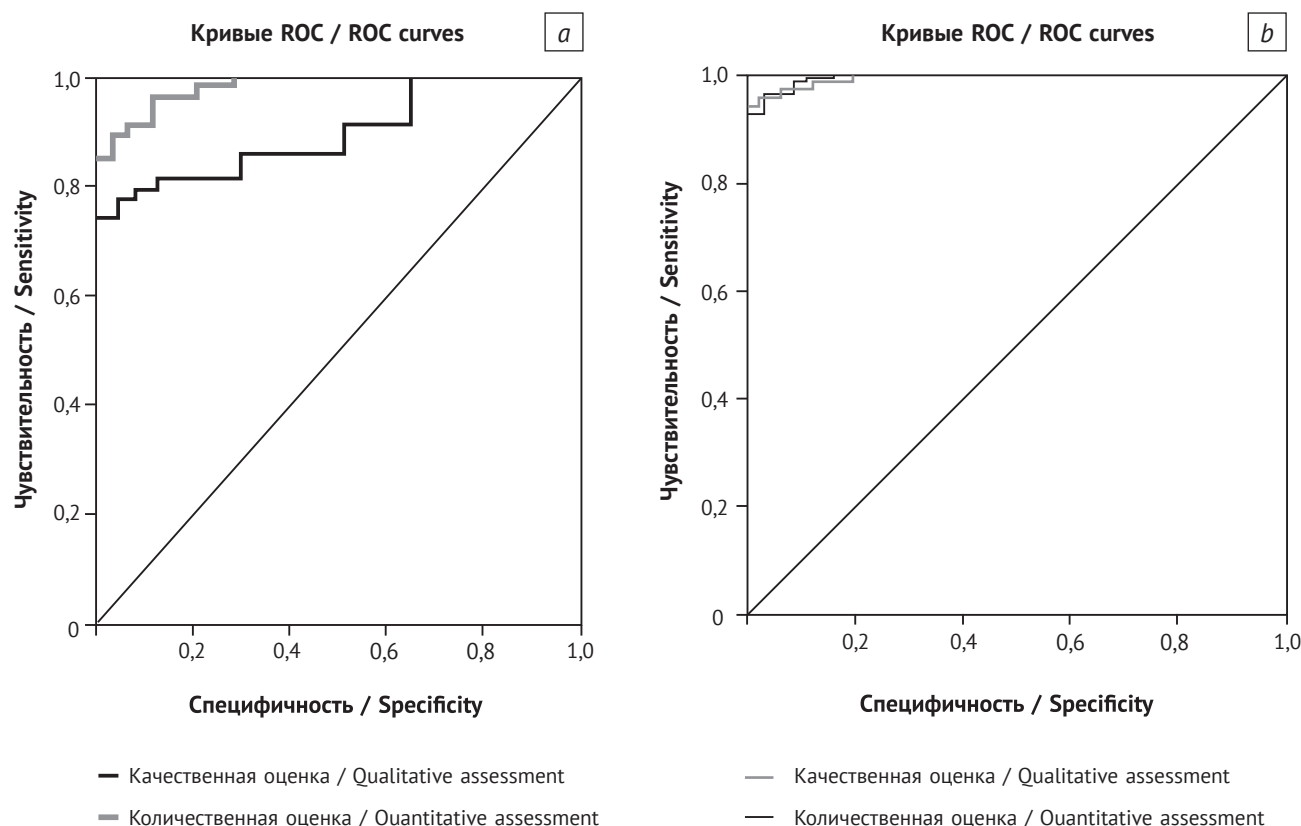 Кривые ROC / ROC curves
a
1,0
0,8
0,6
0,4
0,2
0
0,2
0,4
0,6
0,8
1,0
Чувствительность / Sensitivity
Специфичность / Specificity
Качественная оценка / Qualitative assessment
Количественная оценка / Quantitative assessment
Кривые ROC / ROC curves
b
1,0
0,8
0,6
0,4
0,2
0
0,2
0,4
0,6
0,8
1,0
Чувствительность / Sensitivity
Специфичность / Specificity
Качественная оценка / Qualitative assessment
Количественная оценка / Quantitative assessment